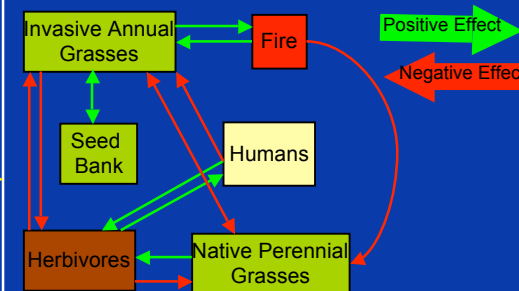 Invasive Annual
Grasses
Fire
Positive Effect
Negative Effec
Seed
Bank
Humans
Herbivores
Native Perennial
Grasses